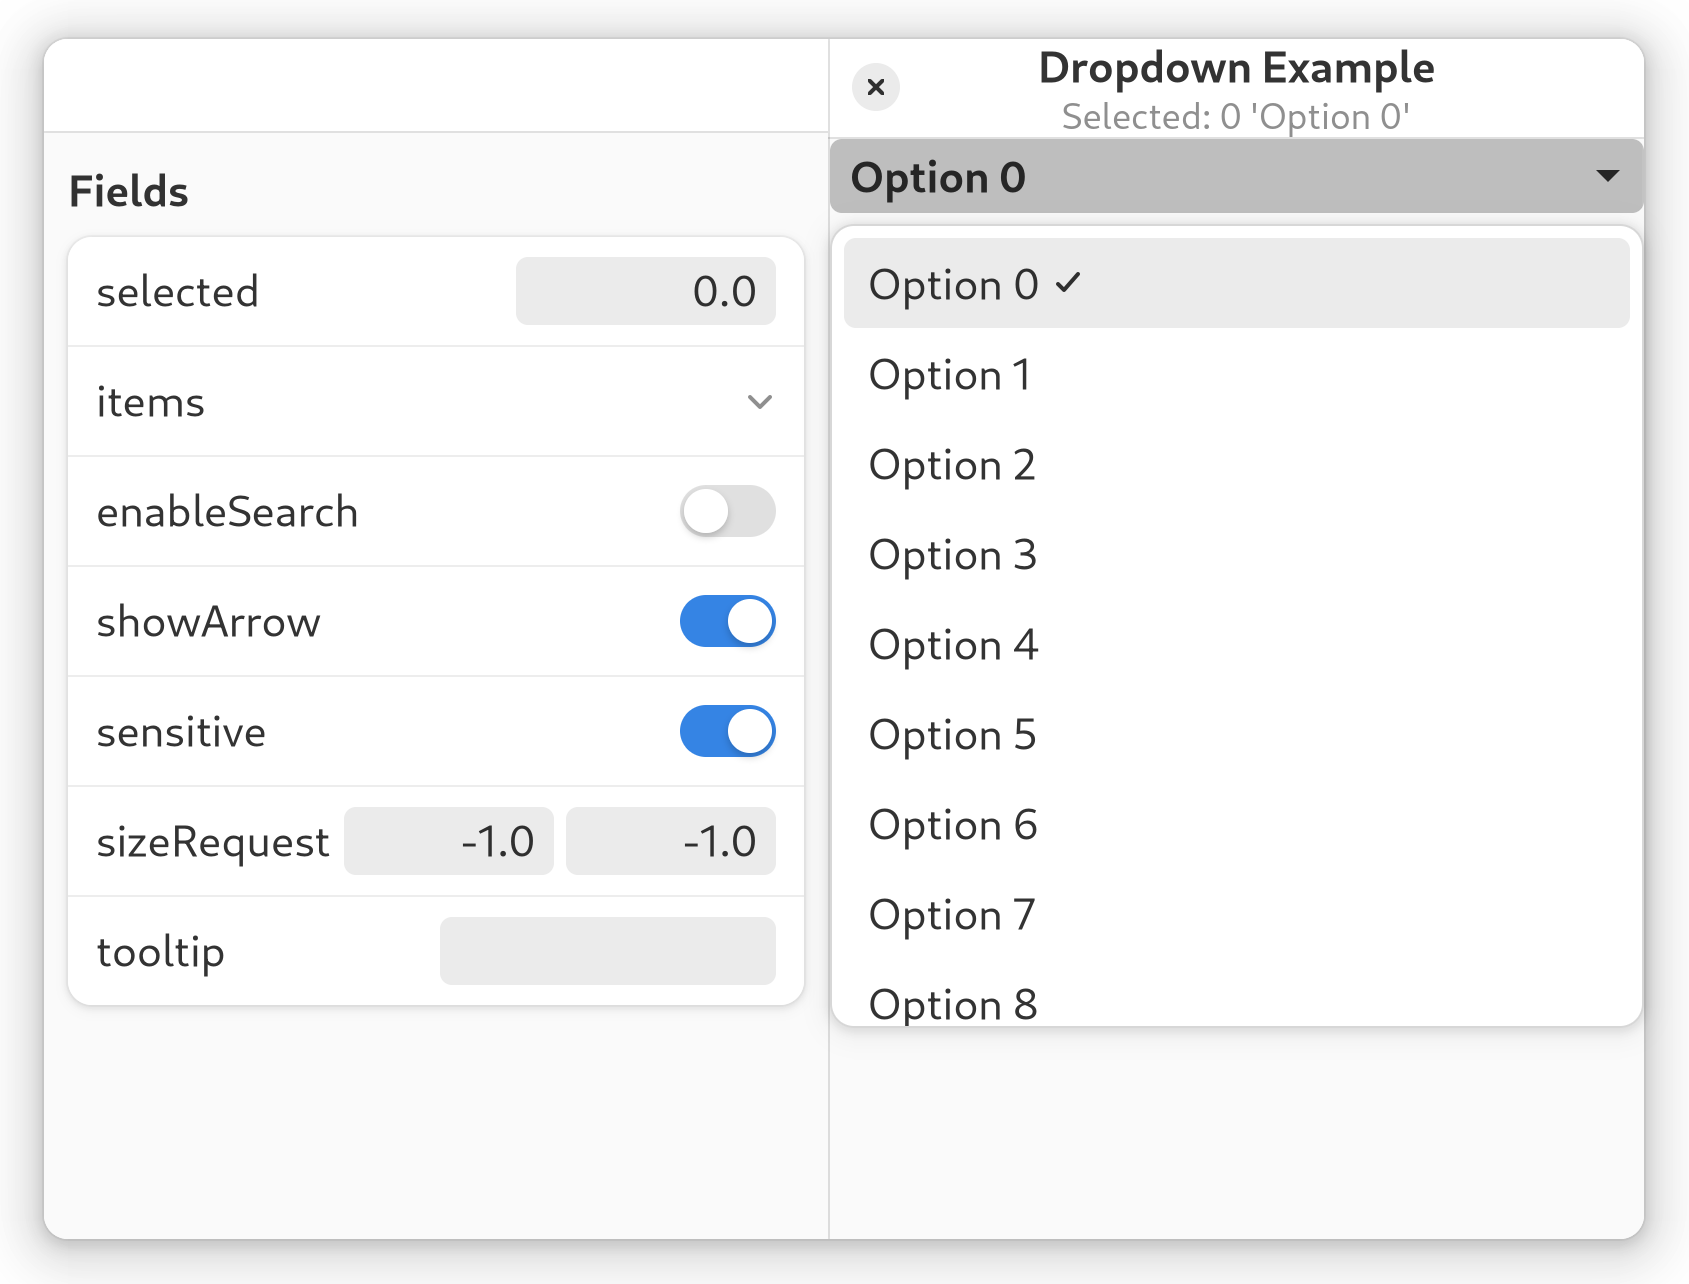 Fields
selected 0.0
items
enableSearch
showArrow
sensitive
sizeRequest -1.0 -1.0
tooltip
Dropdown Example
Selected: 0 'Option 0'
Option 0
Option 0
Option 1
Option 2
Option 3
Option 4
Option 5
Option 6
Option 7
Option 8